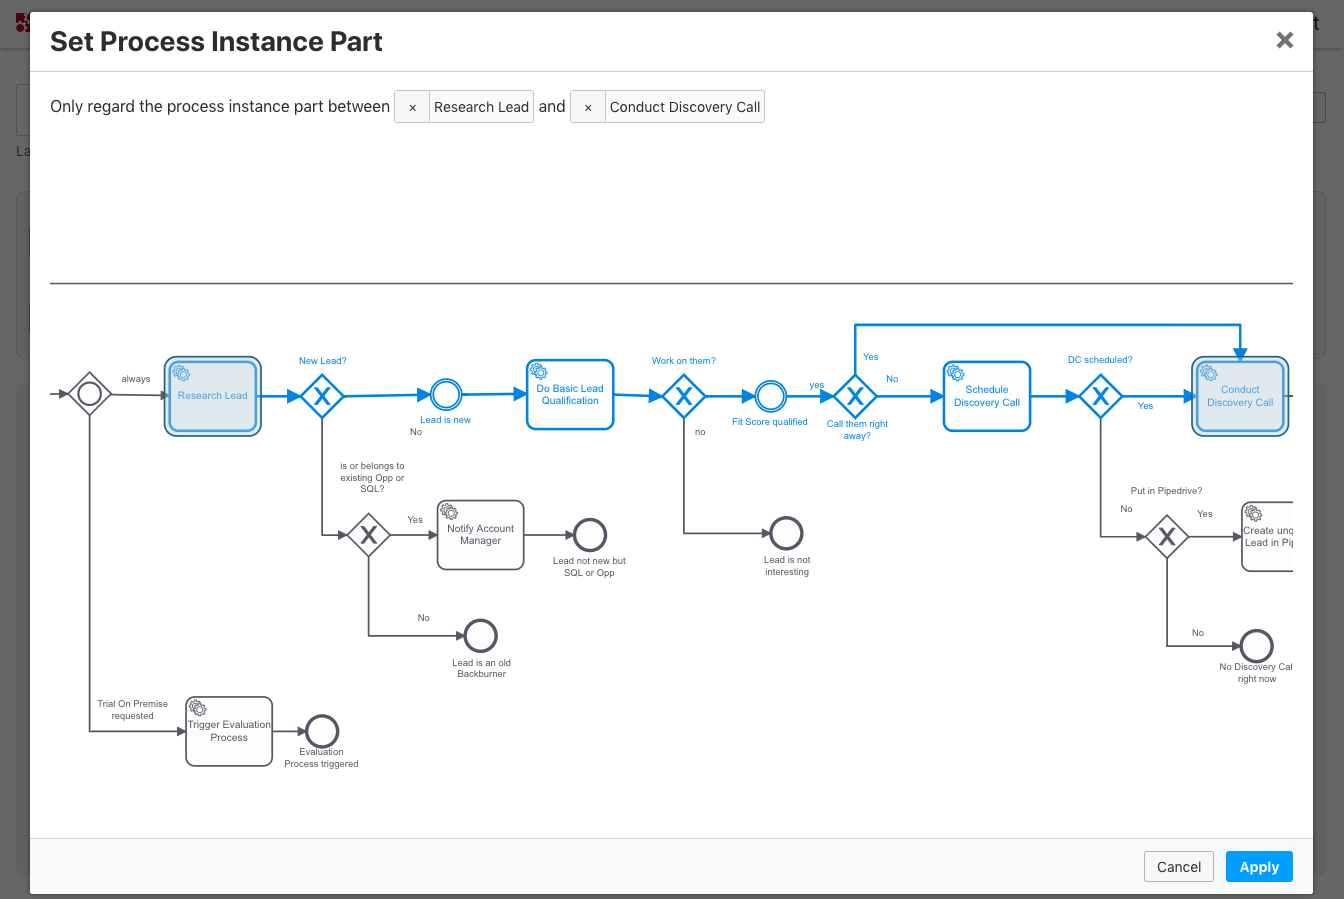 Set Process Instance Part
Only regard the process instance part between × Research Lead and × Conduct Discovery Call
always
Research Lead
New Lead?
Lead is new
No
Do Basic Lead
Qualification
Work on them?
no
Fit Score qualified
yes
Yes
No
Call them right
away?
Schedule
Discovery Call
DC scheduled?
Yes
Conduct
Discovery Call
is or belongs to
existing Opp or
SQL?
Yes
Notify Account
Manager
Lead not new but
SQL or Opp
Lead is not
interesting
Put in Pipedrive?
No
Yes
Create unq
Lead in Pip
No
Lead is an old
Backburner
No
No Discovery Cal
right now
Trial On Premise
requested
Trigger Evaluation
Process
Evaluation
Process triggered
Cancel
Apply
La
t